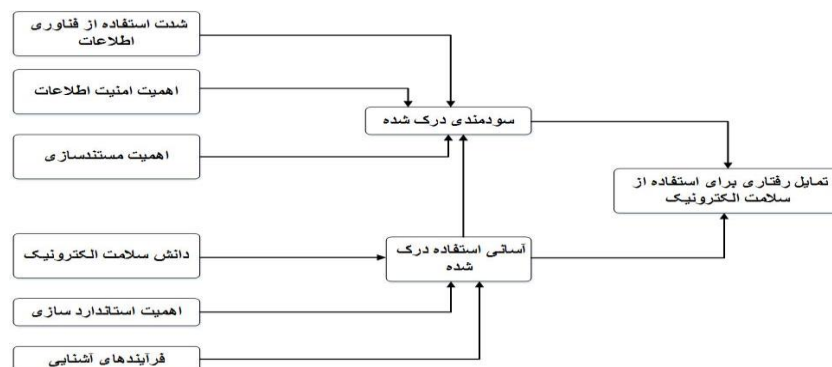 شدت استفاده از فناوری
اطلاعات
اهمیت امنیت اطلاعات
سودمندی درک شده
اهمیت مستندسازی
تمایل رفتاری برای استفاده از
سلامت الکترونیک
دانش سلامت الکترونیک
آسانی استفاده درک
شده
اهمیت استاندارد سازی
فرآیندهای آشنایی